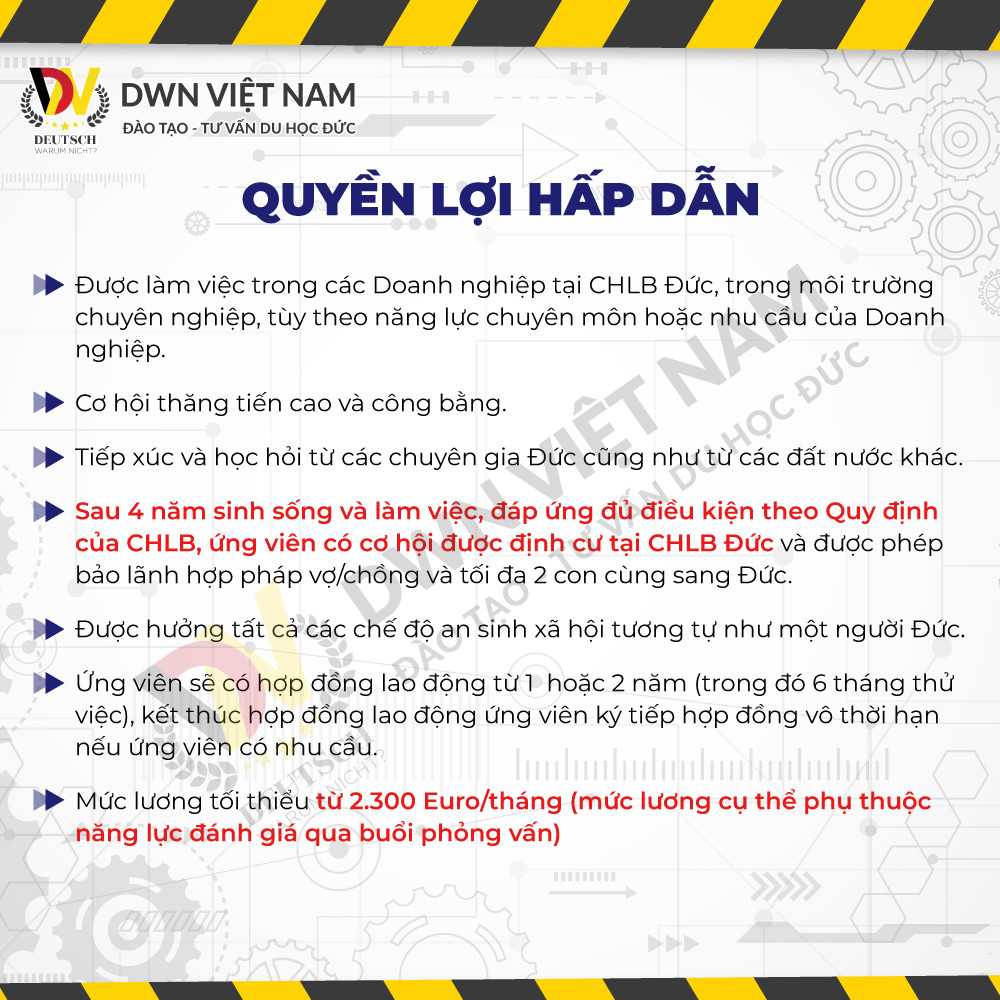 DWN VIỆT NAM
ĐÀO TẠO - TƯ VẤN DU HỌC ĐỨC
DEUTSCH
WARUM NICHT?
QUYỀN LỢI HẤP DẪN
Được làm việc trong các Doanh nghiệp tại CHLB Đức, trong môi trường
chuyên nghiệp, tùy theo năng lực chuyên môn hoặc nhu cầu của Doanh
nghiệp.
Cơ hội thăng tiến cao và công bằng.
Tiếp xúc và học hỏi từ các chuyên gia Đức cũng như từ các đất nước khác.
Sau 4 năm sinh sống và làm việc, đáp ứng đủ điều kiện theo Quy định
của CHLB, ứng viên có cơ hội được định cư tại CHLB Đức và được phép
bảo lãnh hợp pháp vợ/chồng và tối đa 2 con cùng sang Đức.
Được hưởng tất cả các chế độ an sinh xã hội tương tự như một người Đức.
Ứng viên sẽ có hợp đồng lao động từ 1 hoặc 2 năm (trong đó 6 tháng thử
việc), kết thúc hợp đồng lao động ứng viên ký tiếp hợp đồng vô thời hạn
nếu ứng viên có nhu cầu.
Mức lương tối thiểu từ 2.300 Euro/tháng (mức lương cụ thể phụ thuộc
năng lực đánh giá qua buổi phỏng vấn)
DWN VIỆT NAM
ĐÀO TẠO - TƯ VẤN DU HỌC ĐỨC
DEUTSCH
WARUM NICHT?